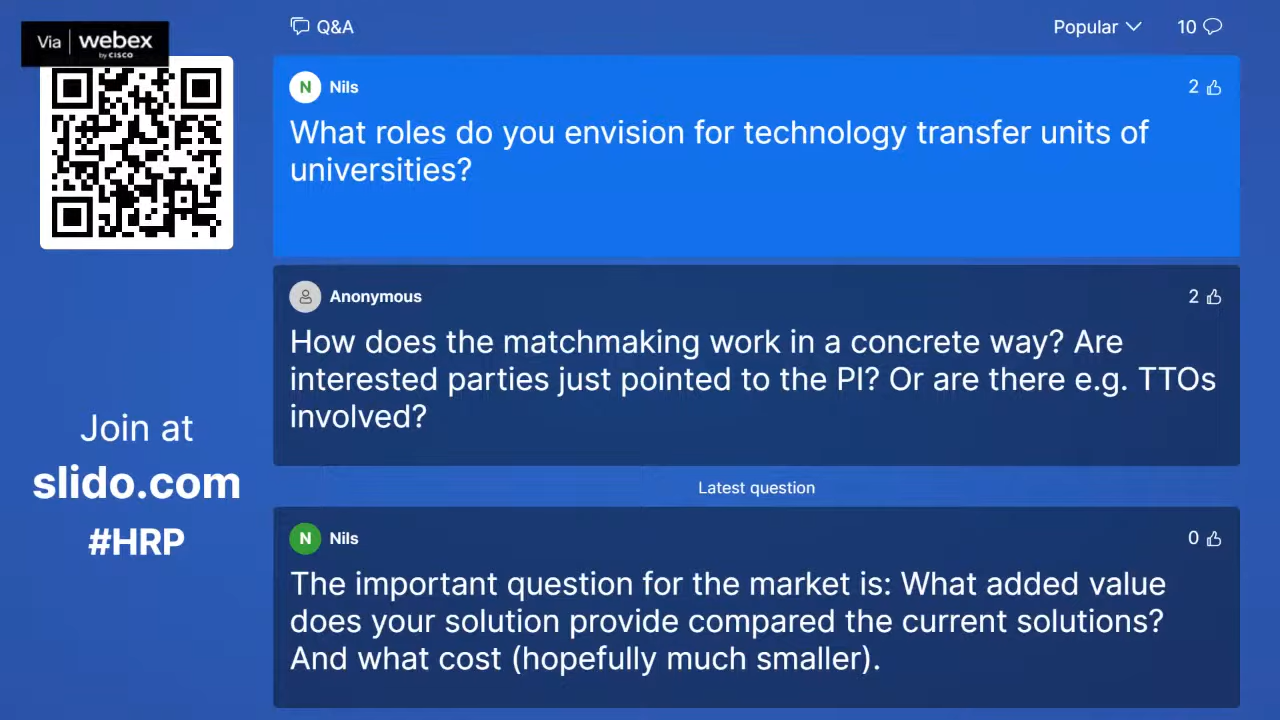 Via webex
by CISCO
Q&A
Popular
10
N Nils
2
What roles do you envision for technology transfer units of
universities?
Anonymous
2
How does the matchmaking work in a concrete way? Are
interested parties just pointed to the PI? Or are there e.g. TTOs
involved?
Join at
slido.com
#HRP
Latest question
N Nils
0
The important question for the market is: What added value
does your solution provide compared the current solutions?
And what cost (hopefully much smaller).